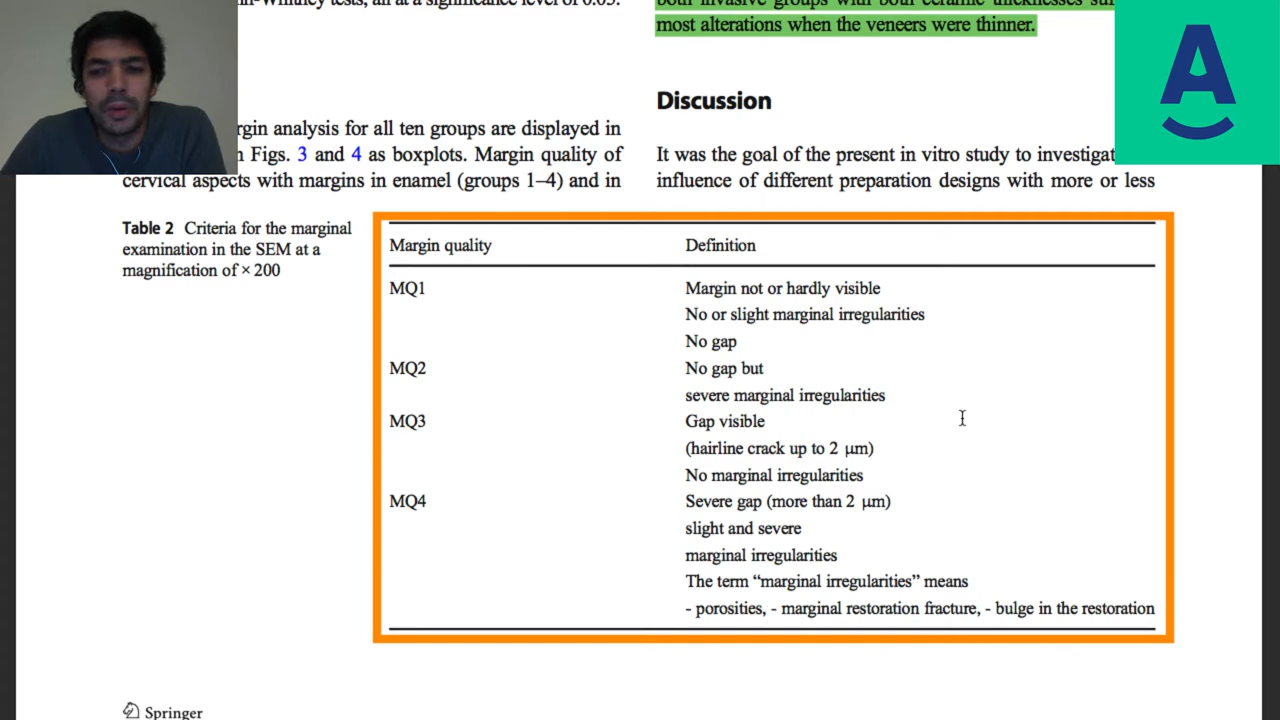 n-Whitney tests, all at a significance level of 0.05.
most alterations when the veneers were thinner.
Discussion
rgin analysis for all ten groups are displayed in
n Figs. 3 and 4 as boxplots. Margin quality of
cervical aspects with margins in enamel (groups 1–4) and in
It was the goal of the present in vitro study to investigat
influence of different preparation designs with more or less
Table 2 Criteria for the marginal
examination in the SEM at a
magnification of × 200
Margin quality Definition
MQ1 Margin not or hardly visible
No or slight marginal irregularities
No gap
MQ2 No gap but
severe marginal irregularities
MQ3 Gap visible
(hairline crack up to 2 μm)
No marginal irregularities
MQ4 Severe gap (more than 2 μm)
slight and severe
marginal irregularities
The term “marginal irregularities” means
- porosities, - marginal restoration fracture, - bulge in the restoration
Springer
A